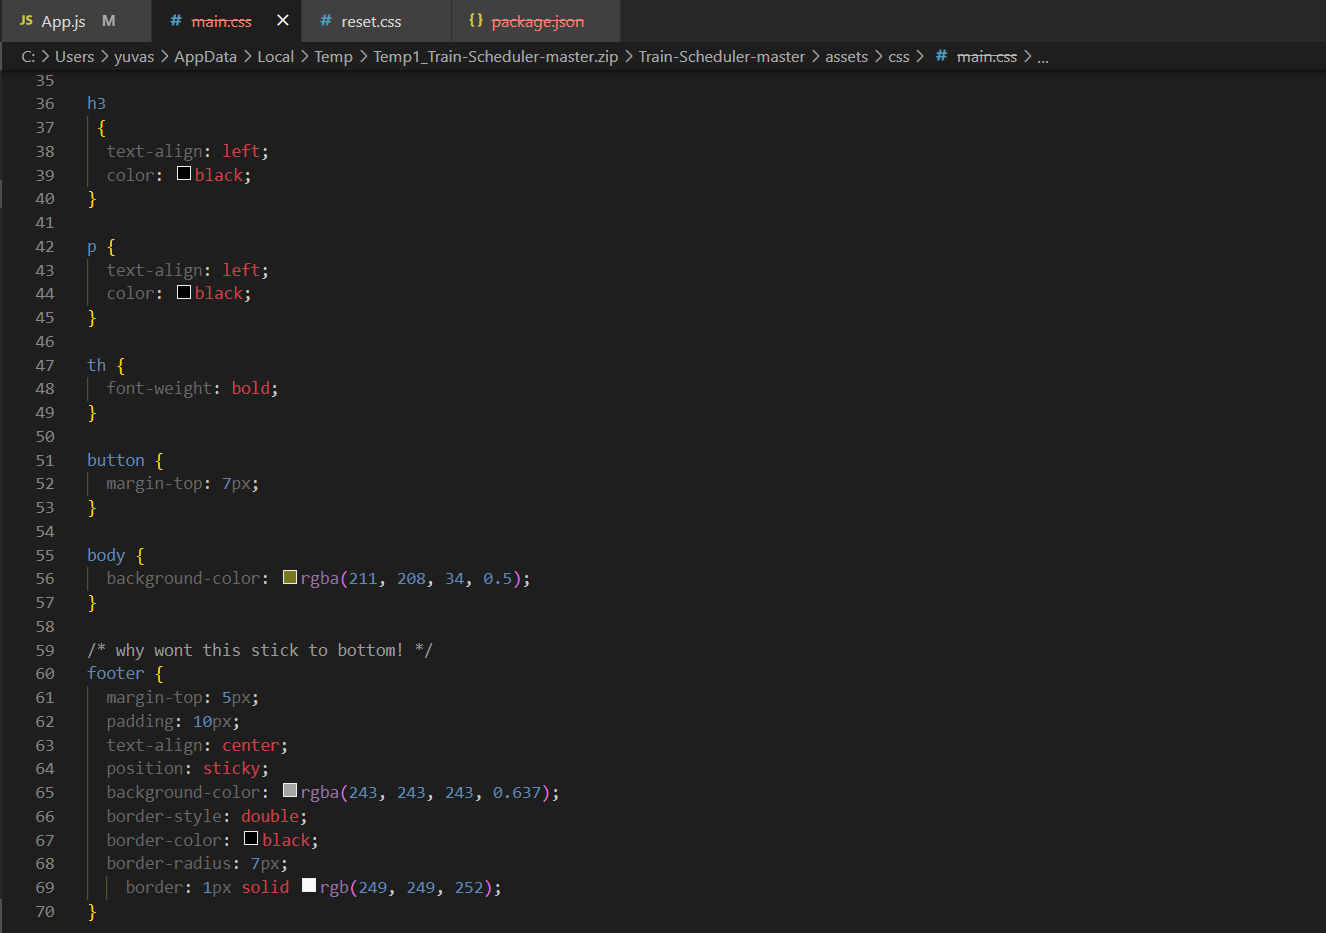 JS App.js M # main.css × # reset.css {} package.json
C: > Users > yuvas > AppData > Local > Temp > Temp1_Train-Scheduler-master.zip > Train-Scheduler-master > assets > css > # main.css > ...
35
36 h3
37 {
38 text-align: left;
39 color: black;
40 }
41
42 p {
43 text-align: left;
44 color: black;
45 }
46
47 th {
48 font-weight: bold;
49 }
50
51 button {
52 margin-top: 7px;
53 }
54
55 body {
56 background-color: rgba(211, 208, 34, 0.5);
57 }
58
59 /* why wont this stick to bottom! */
60 footer {
61 margin-top: 5px;
62 padding: 10px;
63 text-align: center;
64 position: sticky;
65 background-color: rgba(243, 243, 243, 0.637);
66 border-style: double;
67 border-color: black;
68 border-radius: 7px;
69 border: 1px solid rgb(249, 249, 252);
70 }